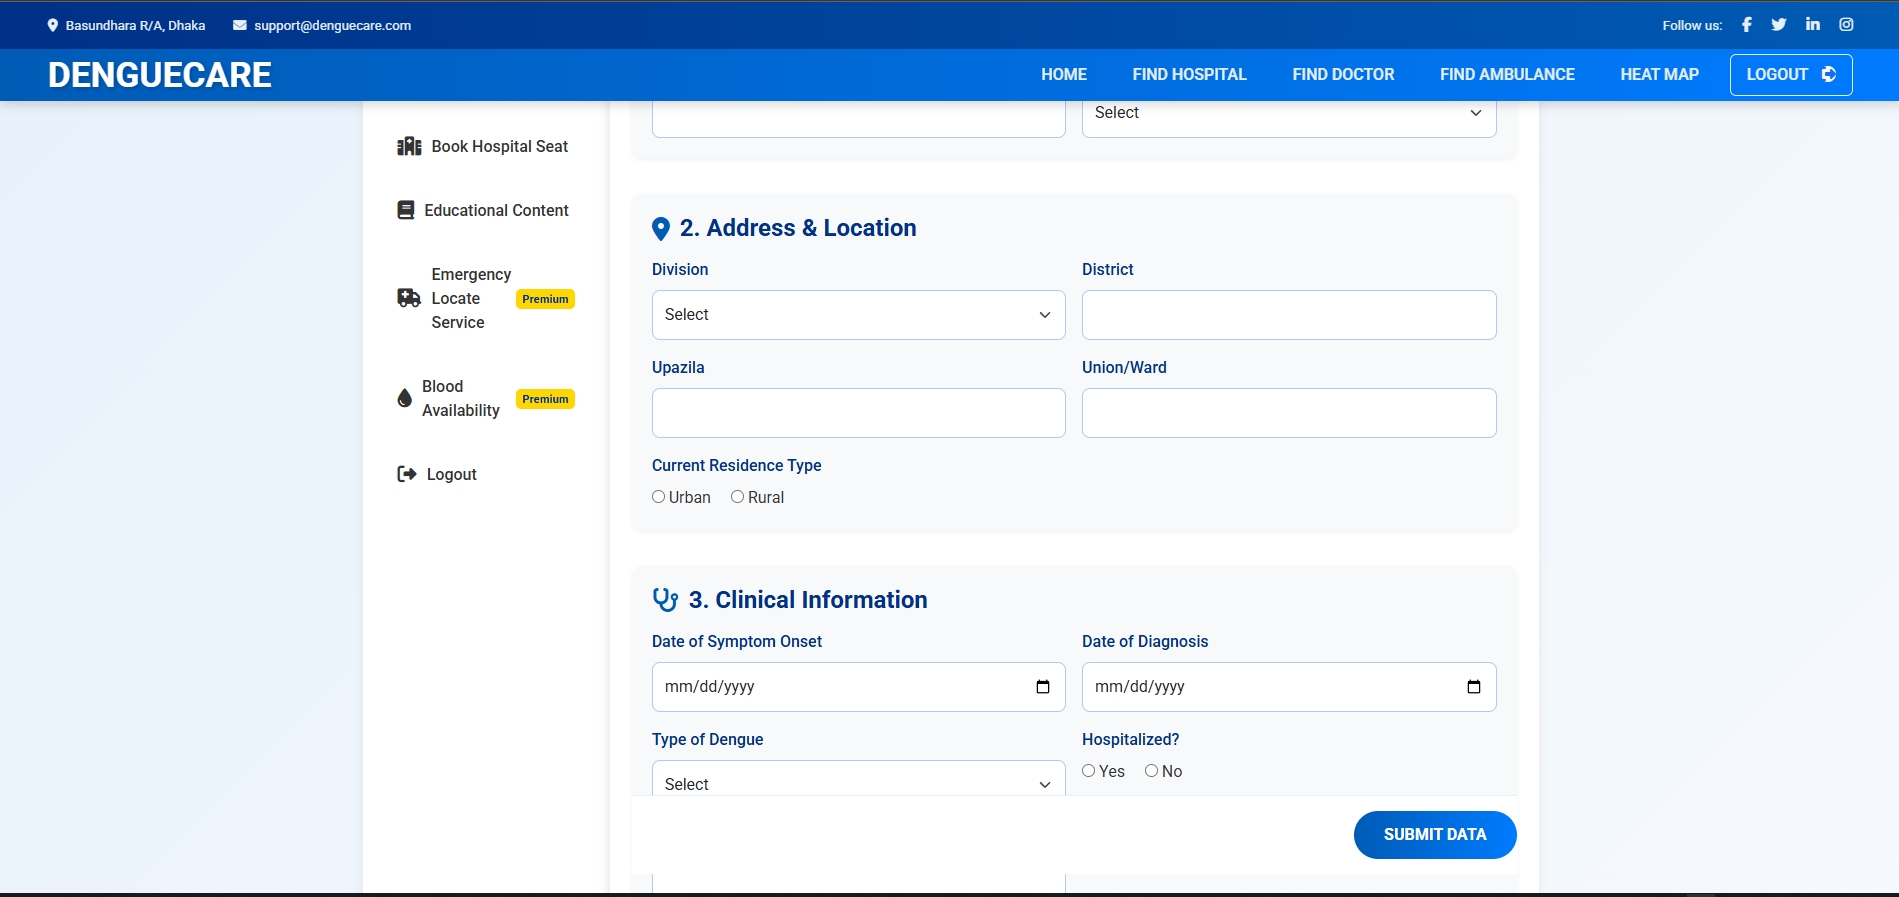 Basundhara R/A, Dhaka support@denguecare.com Follow us:
DENGUECARE HOME FIND HOSPITAL FIND DOCTOR FIND AMBULANCE HEAT MAP LOGOUT
Book Hospital Seat
Educational Content
Emergency
Locate
Service
Premium
Blood
Availability
Premium
Logout
Select
2. Address & Location
Division District
Select
Upazila Union/Ward
Current Residence Type
Urban Rural
3. Clinical Information
Date of Symptom Onset Date of Diagnosis
mm/dd/yyyy mm/dd/yyyy
Type of Dengue Hospitalized?
Select Yes No
SUBMIT DATA